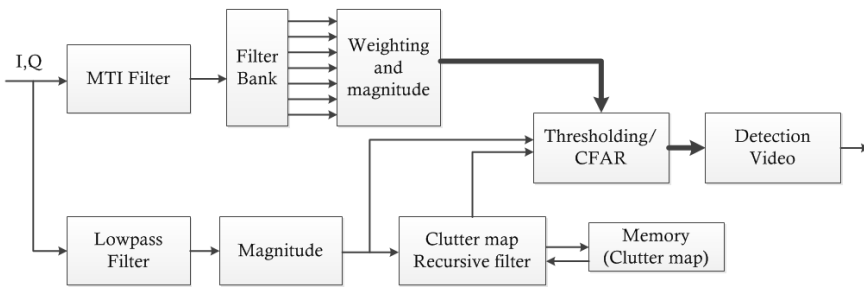 I,Q
MTI Filter
Filter
Bank
Weighting
and
magnitude
Thresholding/
CFAR
Detection
Video
Lowpass
Filter
Magnitude
Clutter map
Recursive filter
Memory
(Clutter map)